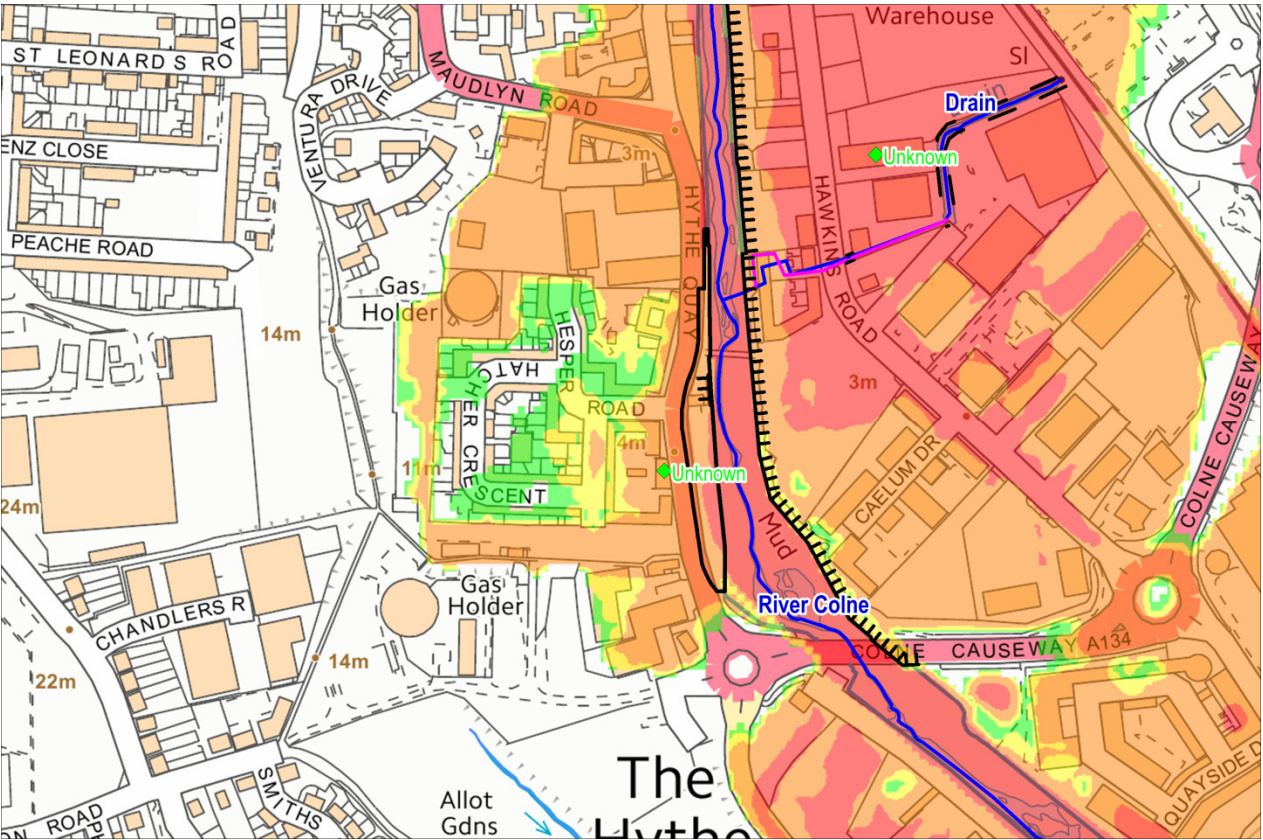 Warehouse
ST LEONARD'S ROAD
MAUDLYN ROAD
SI
VENTURA DRIVE
Drain
ENZ CLOSE
3m
Unknown
HYTHE QUAY
HAWKINS ROAD
PEACHE ROAD
Gas
Holder
14m
HESPER
ROAD
HATCHER CRESCENT
3m
4m
COLNE CAUSEWAY
11m
Unknown
CAELUM DR
24m
Mud
Gas
Holder
River Colne
CHANDLERS R
COLNE CAUSEWAY A134
14m
22m
QUAYSIDE D
SMITHS
The
Hythe
Allot
Gdns
ROAD